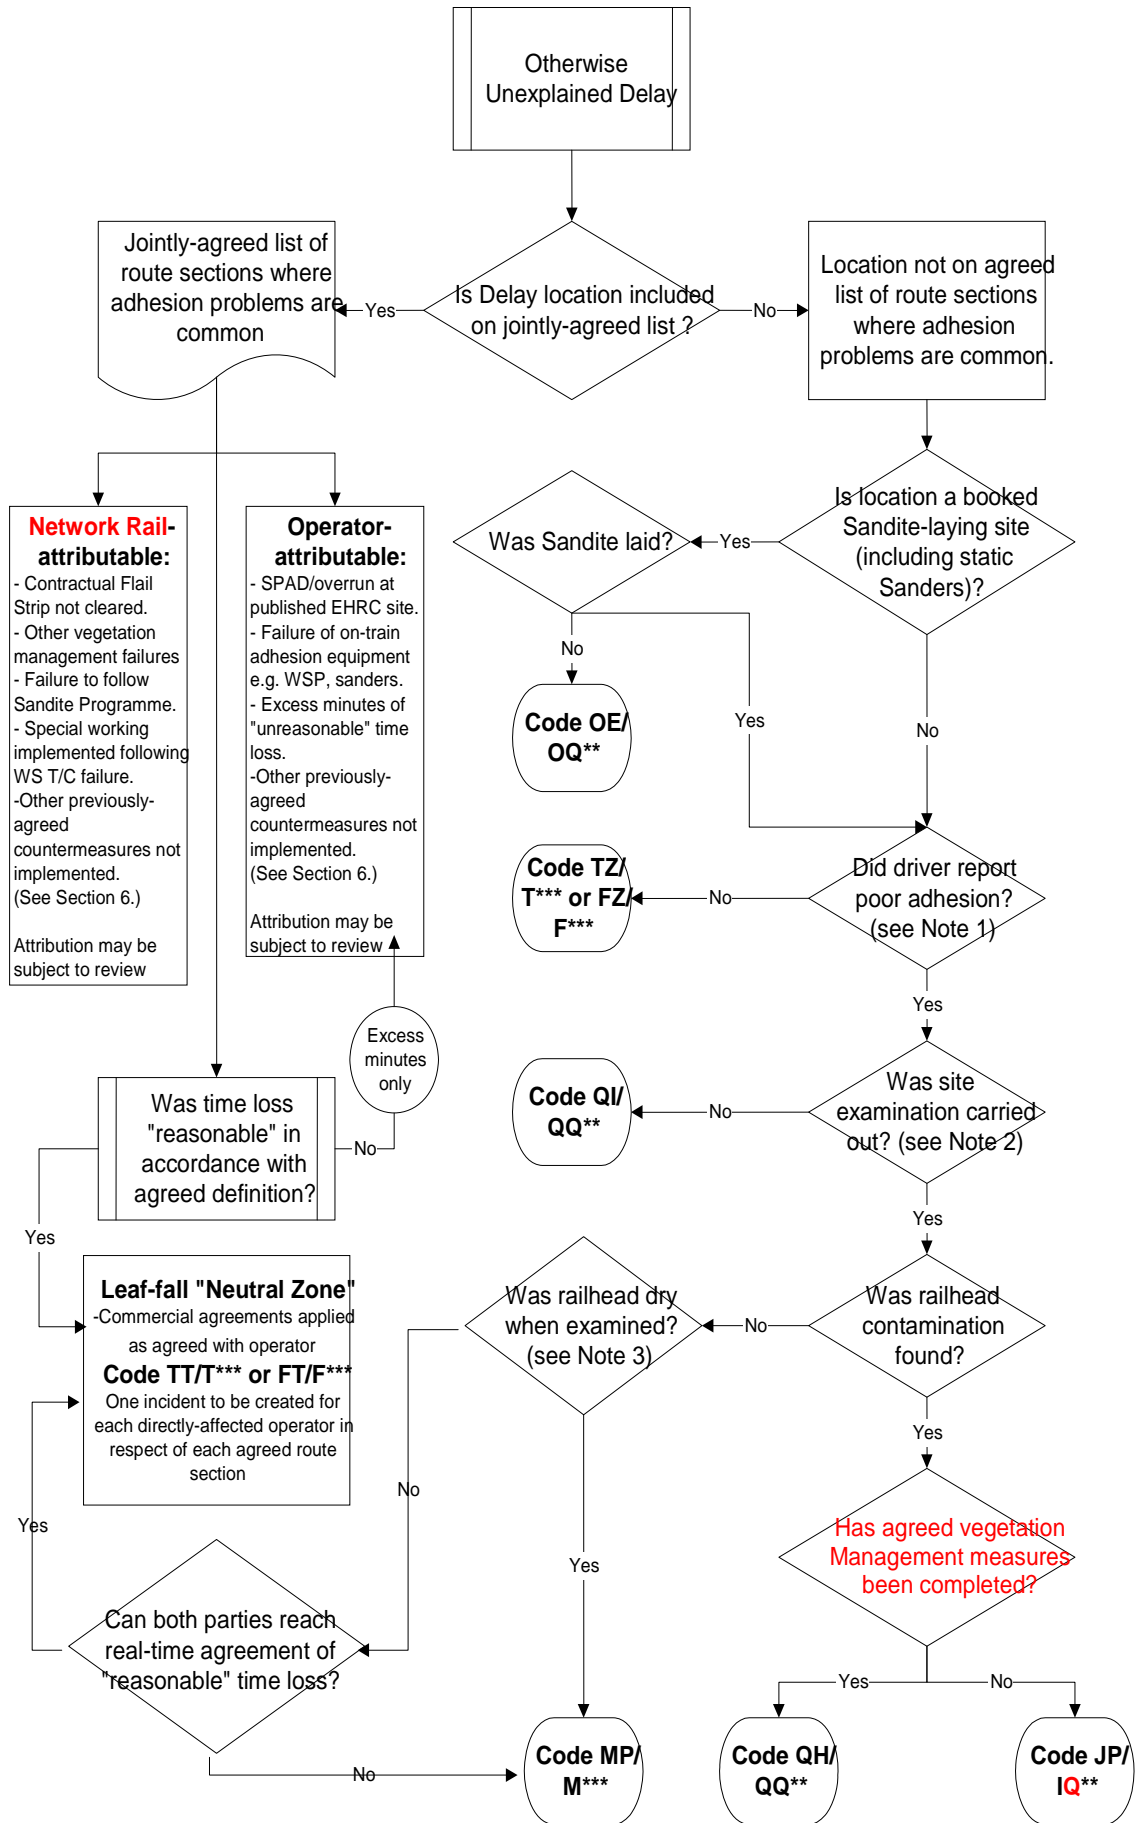 Otherwise
Unexplained Delay
Jointly-agreed list of
route sections where
adhesion problems are
common
Yes
Is Delay location included
on jointly-agreed list ?
No
Location not on agreed
list of route sections
where adhesion
problems are common.
Network Rail-
attributable:
- Contractual Flail
Strip not cleared.
- Other vegetation
management failures
- Failure to follow
Sandite Programme.
- Special working
implemented following
WS T/C failure.
-Other previously-
agreed
countermeasures not
implemented.
(See Section 6.)
Attribution may be
subject to review
Operator-
attributable:
- SPAD/overrun at
published EHRC site.
- Failure of on-train
adhesion equipment
e.g. WSP, sanders.
- Excess minutes of
"unreasonable" time
loss.
-Other previously-
agreed
countermeasures not
implemented.
(See Section 6.)
Attribution may be
subject to review
Was Sandite laid?
Yes
Is location a booked
Sandite-laying site
(including static
Sanders)?
No
Code OE/
OQ**
Yes
No
Code TZ/
T*** or FZ/
F***
No
Did driver report
poor adhesion?
(see Note 1)
Yes
Excess
minutes
only
Code QI/
QQ**
No
Was site
examination carried
out? (see Note 2)
Was time loss
"reasonable" in
accordance with
agreed definition?
No
Yes
Yes
Leaf-fall "Neutral Zone"
-Commercial agreements applied
as agreed with operator
Code TT/T*** or FT/F***
One incident to be created for
each directly-affected operator in
respect of each agreed route
section
Was railhead dry
when examined?
(see Note 3)
No
Was railhead
contamination
found?
Yes
No
Yes
Has agreed vegetation
Management measures
been completed?
Yes
Can both parties reach
real-time agreement of
"reasonable" time loss?
Yes
No
No
Code MP/
M***
Code QH/
QQ**
Code JP/
IQ**